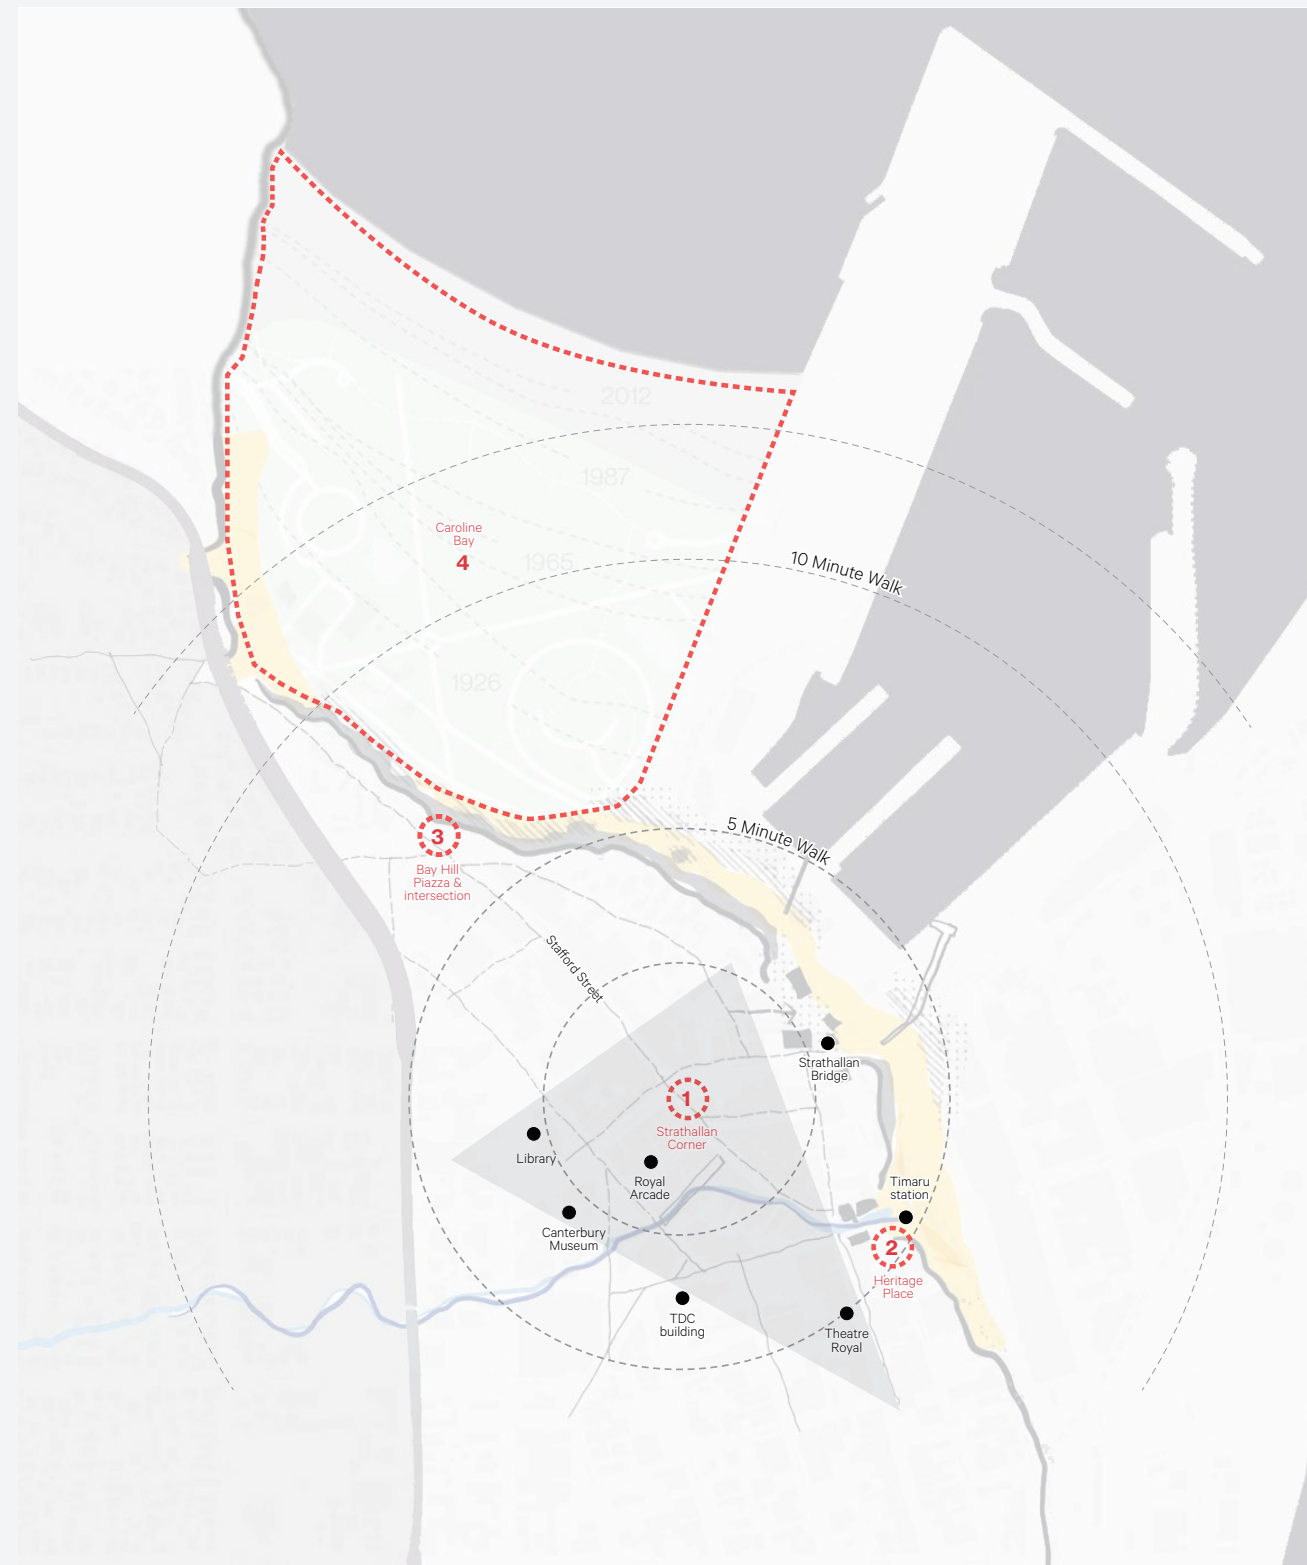 2012
1987
Caroline
Bay
4
1965
10 Minute Walk
1926
5 Minute Walk
3
Bay Hill
Piazza &
intersection
Stafford Street
Strathallan
Bridge
1
Strathallan
Corner
Library
Royal
Arcade
Timaru
station
Canterbury
Museum
2
Heritage
Place
TDC
building
Theatre
Royal